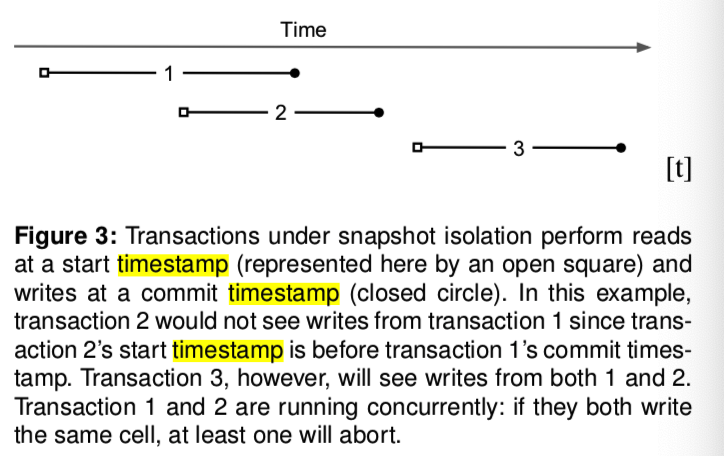 Time
1
2
3
[t]
Figure 3: Transactions under snapshot isolation perform reads
at a start timestamp (represented here by an open square) and
writes at a commit timestamp (closed circle). In this example,
transaction 2 would not see writes from transaction 1 since trans-
action 2's start timestamp is before transaction 1's commit times-
tamp. Transaction 3, however, will see writes from both 1 and 2.
Transaction 1 and 2 are running concurrently: if they both write
the same cell, at least one will abort.